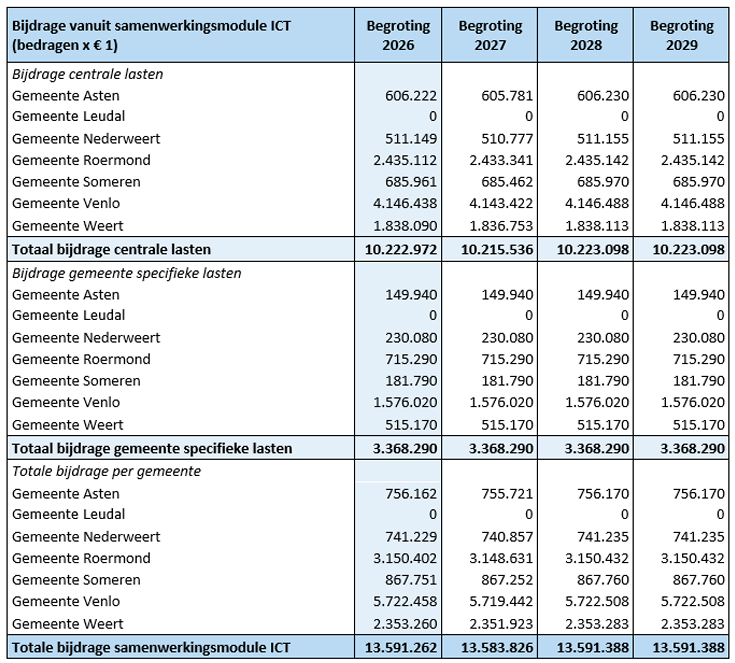 Bijdrage vanuit samenwerkingsmodule ICT (bedragen x € 1) Begroting 2026 Begroting 2027 Begroting 2028 Begroting 2029
Bijdrage centrale lasten
Gemeente Asten 606.222 605.781 606.230 606.230
Gemeente Leudal 0 0 0 0
Gemeente Nederweert 511.149 510.777 511.155 511.155
Gemeente Roermond 2.435.112 2.433.341 2.435.142 2.435.142
Gemeente Someren 685.961 685.462 685.970 685.970
Gemeente Venlo 4.146.438 4.143.422 4.146.488 4.146.488
Gemeente Weert 1.838.090 1.836.753 1.838.113 1.838.113
Totaal bijdrage centrale lasten 10.222.972 10.215.536 10.223.098 10.223.098
Bijdrage gemeente specifieke lasten
Gemeente Asten 149.940 149.940 149.940 149.940
Gemeente Leudal 0 0 0 0
Gemeente Nederweert 230.080 230.080 230.080 230.080
Gemeente Roermond 715.290 715.290 715.290 715.290
Gemeente Someren 181.790 181.790 181.790 181.790
Gemeente Venlo 1.576.020 1.576.020 1.576.020 1.576.020
Gemeente Weert 515.170 515.170 515.170 515.170
Totaal bijdrage gemeente specifieke lasten 3.368.290 3.368.290 3.368.290 3.368.290
Totale bijdrage per gemeente
Gemeente Asten 756.162 755.721 756.170 756.170
Gemeente Leudal 0 0 0 0
Gemeente Nederweert 741.229 740.857 741.235 741.235
Gemeente Roermond 3.150.402 3.148.631 3.150.432 3.150.432
Gemeente Someren 867.751 867.252 867.760 867.760
Gemeente Venlo 5.722.458 5.719.442 5.722.508 5.722.508
Gemeente Weert 2.353.260 2.351.923 2.353.283 2.353.283
Totale bijdrage samenwerkingsmodule ICT 13.591.262 13.583.826 13.591.388 13.591.388